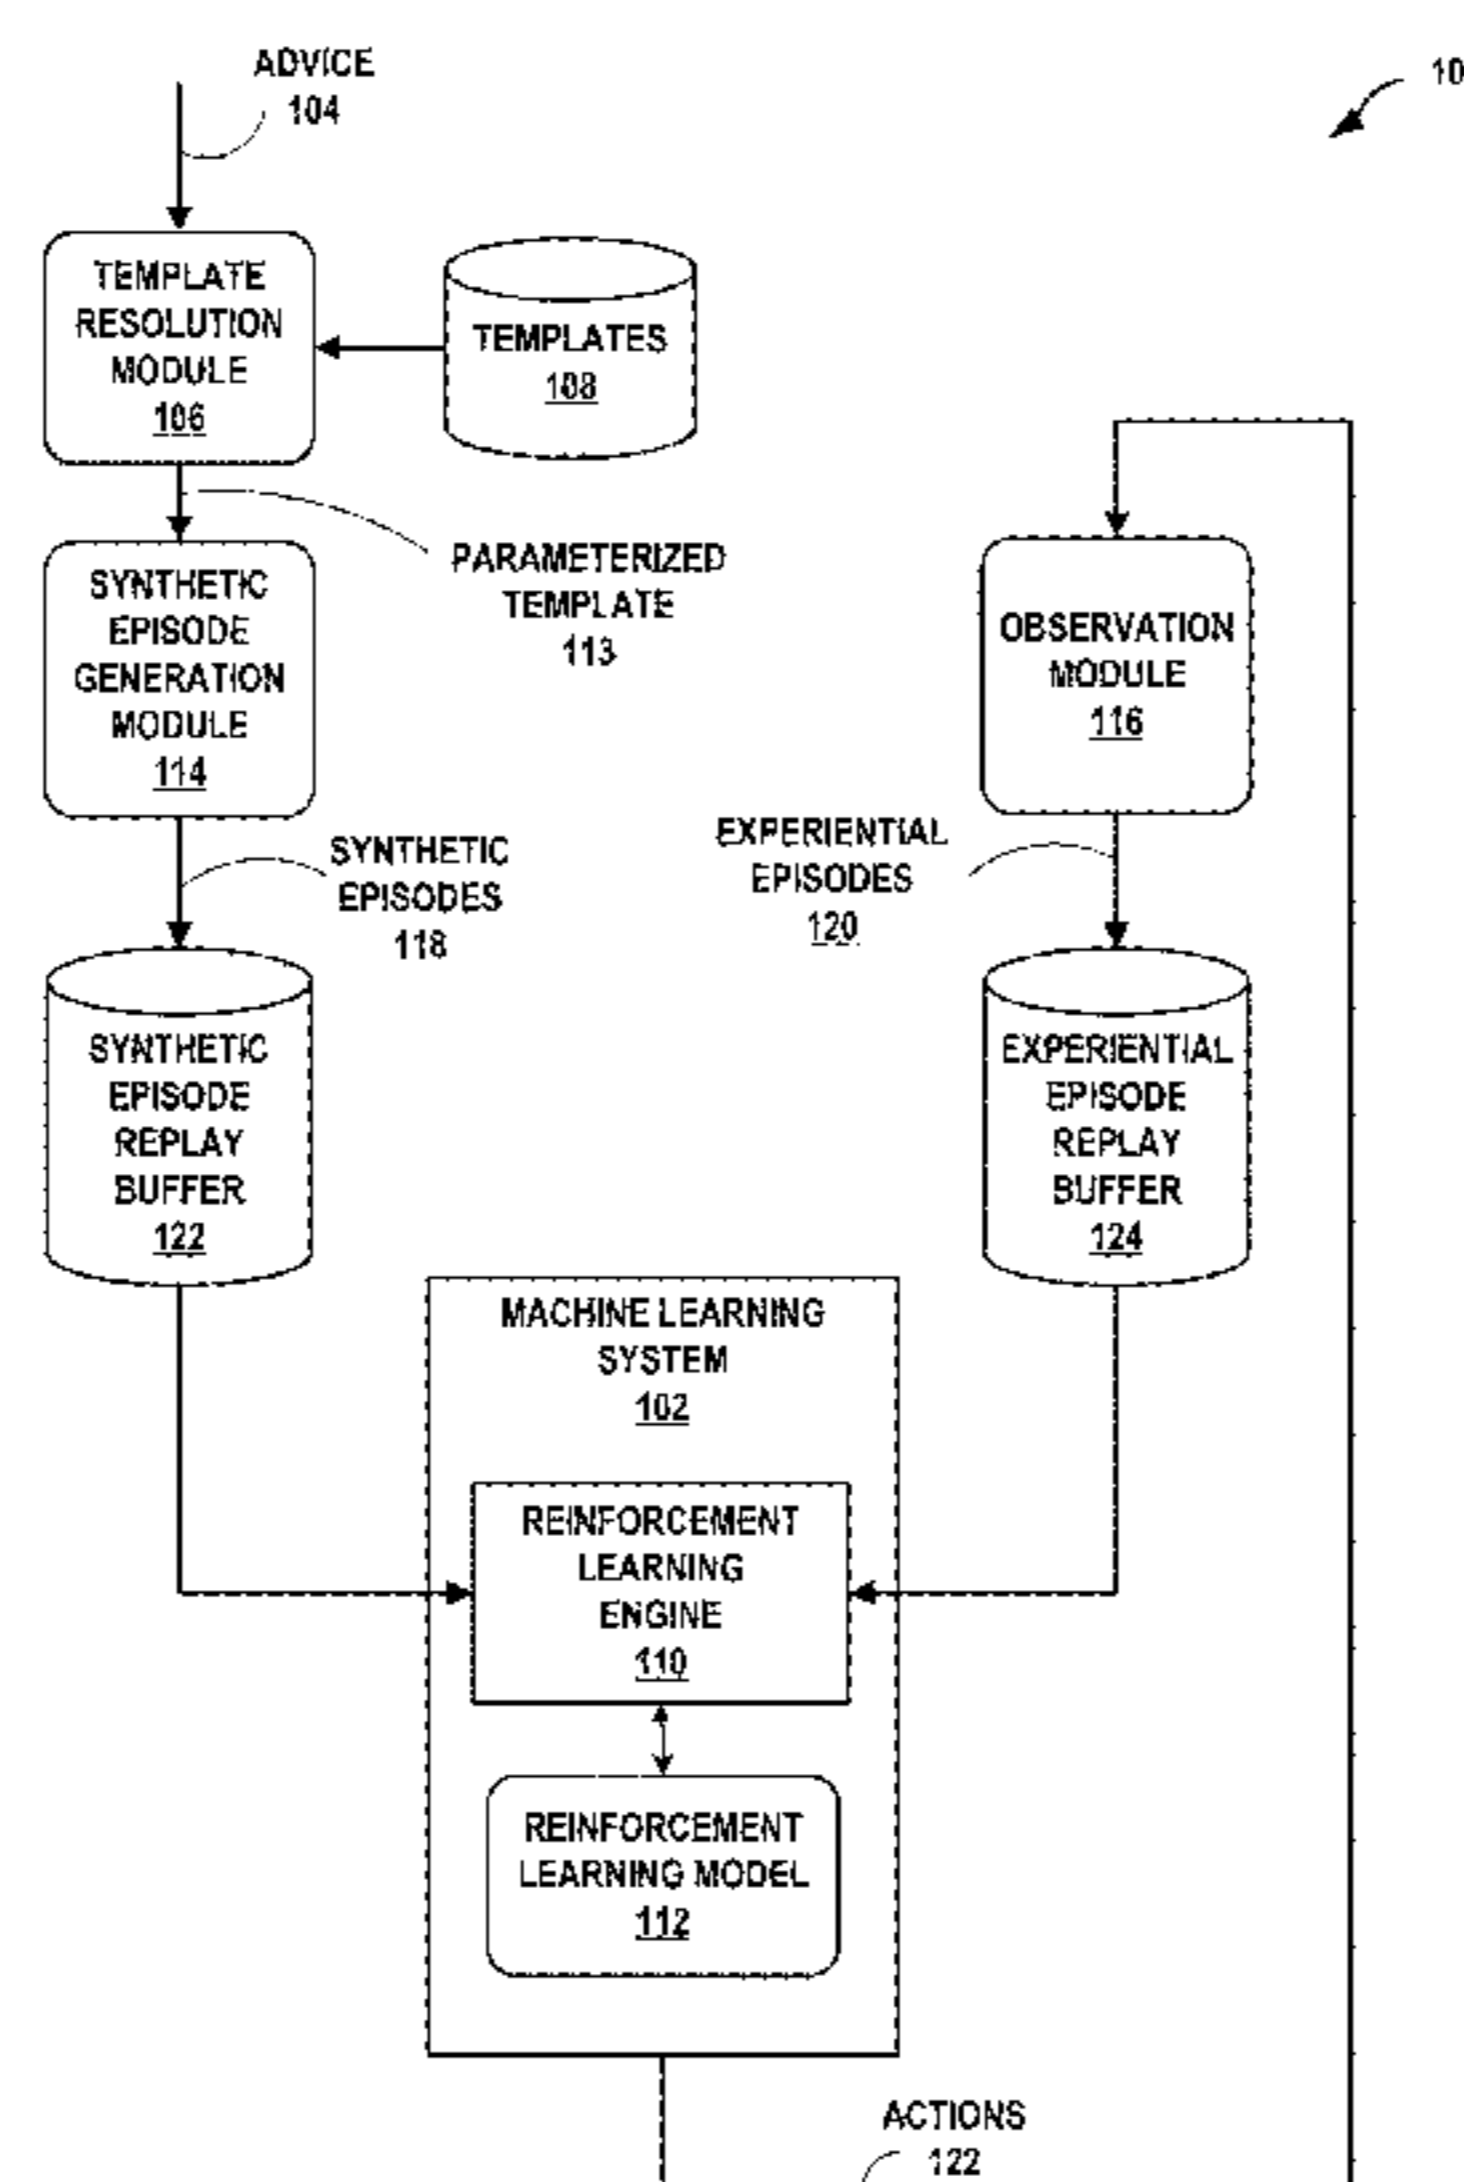 ADVICE
104
10
TEMPLATE
RESOLUTION
MODULE
106
TEMPLATES
108
PARAMETERIZED
TEMPLATE
113
SYNTHETIC
EPISODE
GENERATION
MODULE
114
OBSERVATION
MODULE
116
SYNTHETIC
EPISODES
118
EXPERIENTIAL
EPISODES
120
SYNTHETIC
EPISODE
REPLAY
BUFFER
122
EXPERIENTIAL
EPISODE
REPLAY
BUFFER
124
MACHINE LEARNING
SYSTEM
102
REINFORCEMENT
LEARNING
ENGINE
110
REINFORCEMENT
LEARNING MODEL
112
ACTIONS
122